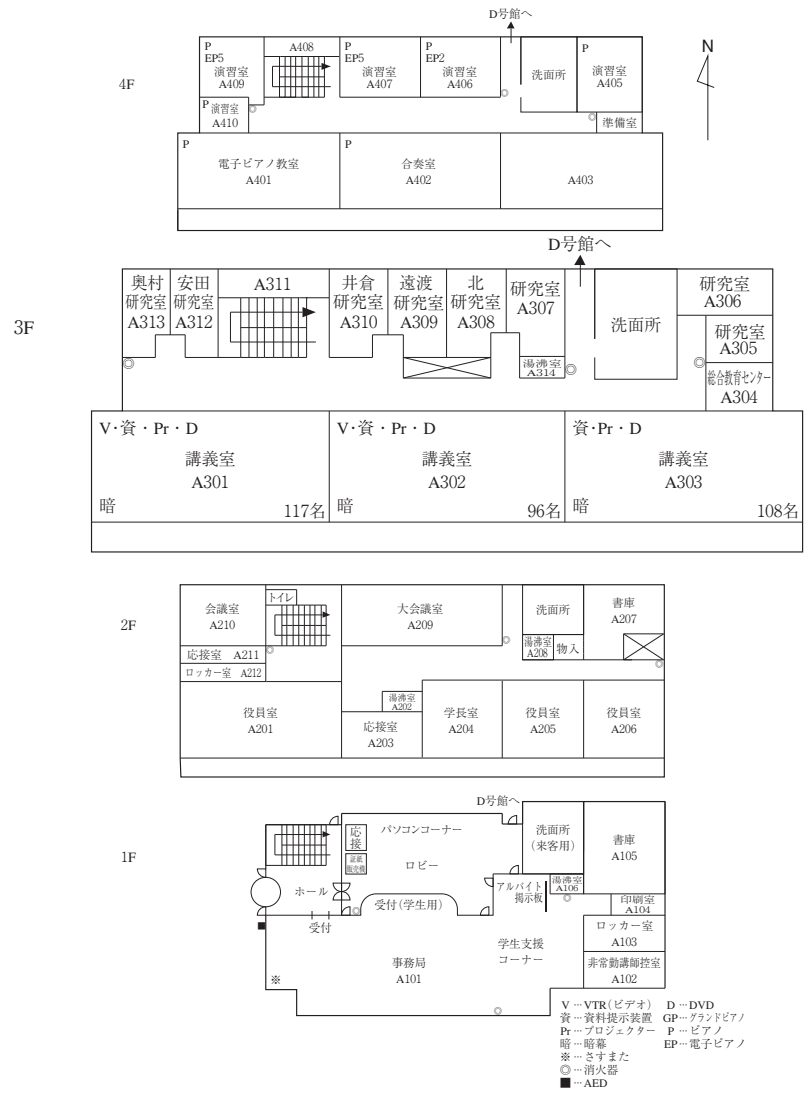 D号館へ
N
4F
P
EP5
演習室
A409
A408
P
EP5
演習室
A407
P
EP2
演習室
A406
洗面所
P
演習室
A405
P 演習室
A410
準備室
P
電子ピアノ教室
A401
P
合奏室
A402
A403
D号館へ
3F
奥村
研究室
A313
安田
研究室
A312
A311
井倉
研究室
A310
遠渡
研究室
A309
北
研究室
A308
研究室
A307
湯沸室
A314
洗面所
研究室
A306
研究室
A305
総合教育センター
A304
V・資・Pr・D
講義室
A301
暗
117名
V・資・Pr・D
講義室
A302
暗
96名
資・Pr・D
講義室
A303
暗
108名
2F
会議室
A210
トイレ
大会議室
A209
洗面所
書庫
A207
湯沸室
A208
物入
応接室 A211
ロッカー室 A212
役員室
A201
湯沸室
A202
応接室
A203
学長室
A204
役員室
A205
役員室
A206
D号館へ
1F
応接
証紙
販売機
パソコンコーナー
ロビー
洗面所
(来客用)
書庫
A105
ホール
受付(学生用)
アルバイト
掲示板
湯沸室
A106
印刷室
A104
受付
ロッカー室
A103
学生支援
コーナー
事務局
A101
非常勤講師控室
A102
※
V…VTR(ビデオ) D…DVD
資…資料提示装置 GP…グランドピアノ
Pr…プロジェクター P…ピアノ
暗…暗幕 EP…電子ピアノ
※…さすまた
◎…消火器
■…AED